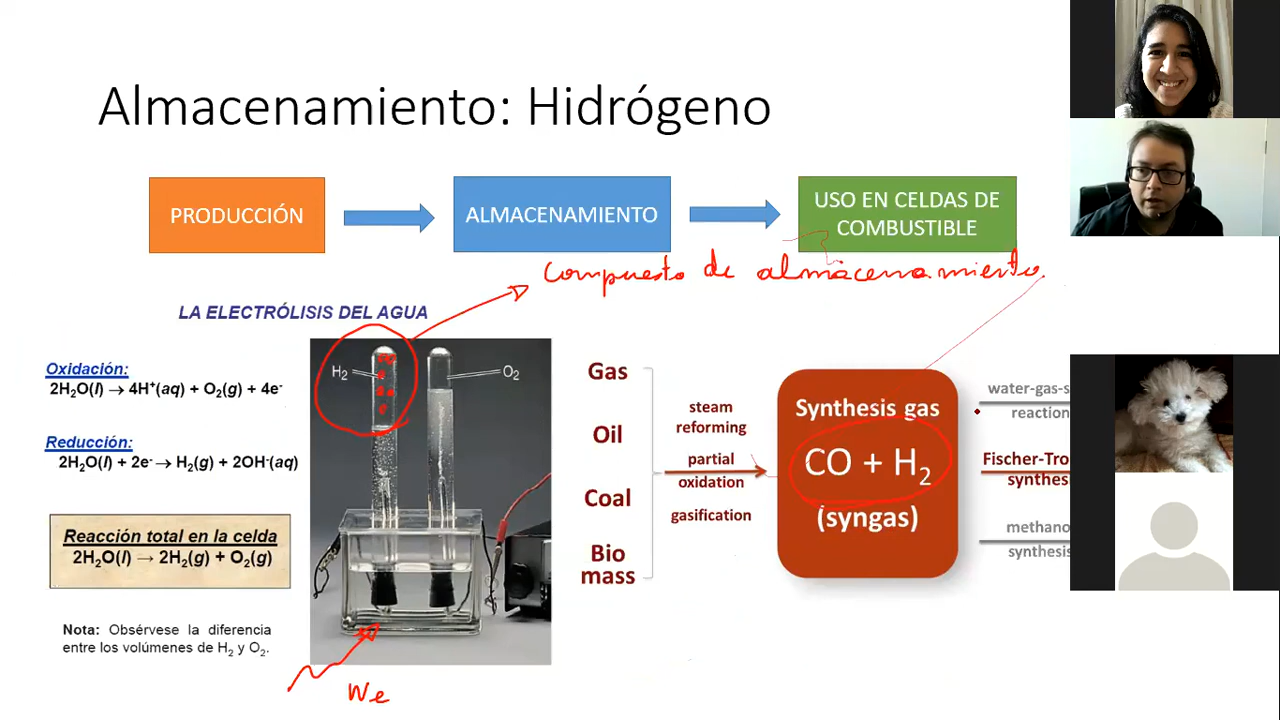 Almacenamiento: Hidrógeno
PRODUCCIÓN
ALMACENAMIENTO
USO EN CELDAS DE
COMBUSTIBLE
compuesto de almacenamiento
LA ELECTRÓLISIS DEL AGUA
Oxidación:
2H₂O(l) → 4H⁺(aq) + O₂(g) + 4e⁻
Reducción:
2H₂O(l) + 2e⁻ → H₂(g) + 2OH⁻(aq)
Reacción total en la celda
2H₂O(l) → 2H₂(g) + O₂(g)
Nota: Obsérvese la diferencia
entre los volúmenes de H₂ y O₂.
H₂
O₂
We
Gas
Oil
Coal
Bio
mass
steam
reforming
partial
oxidation
gasification
Synthesis gas
CO + H₂
(syngas)
water-gas-s
reaction
Fischer-Tro
synthesi
methano
synthesis